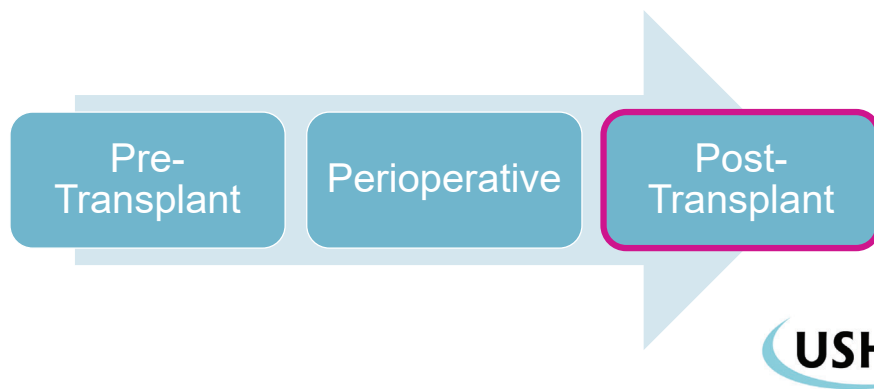 Pre-
Transplant
Perioperative
Post-
Transplant
USH